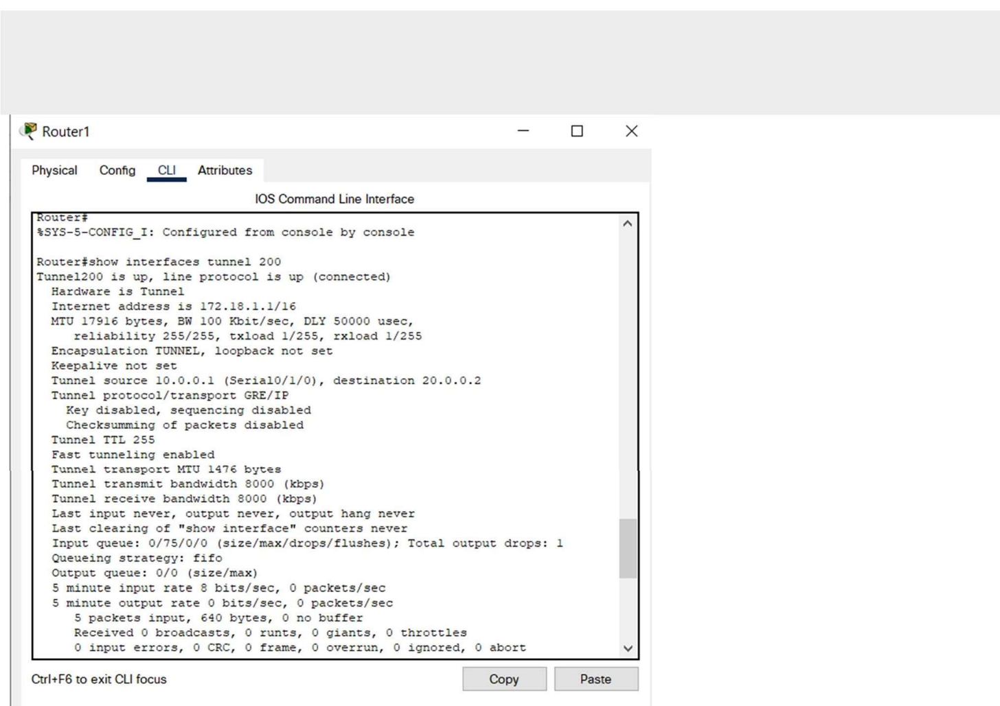 Router1
Physical Config CLI Attributes
IOS Command Line Interface
Router#
%SYS-5-CONFIG_I: Configured from console by console
Router#show interfaces tunnel 200
Tunnel200 is up, line protocol is up (connected)
Hardware is Tunnel
Internet address is 172.18.1.1/16
MTU 17916 bytes, BW 100 Kbit/sec, DLY 50000 usec,
reliability 255/255, txload 1/255, rxload 1/255
Encapsulation TUNNEL, loopback not set
Keepalive not set
Tunnel source 10.0.0.1 (Serial0/1/0), destination 20.0.0.2
Tunnel protocol/transport GRE/IP
Key disabled, sequencing disabled
Checksumming of packets disabled
Tunnel TTL 255
Fast tunneling enabled
Tunnel transport MTU 1476 bytes
Tunnel transmit bandwidth 8000 (kbps)
Tunnel receive bandwidth 8000 (kbps)
Last input never, output never, output hang never
Last clearing of "show interface" counters never
Input queue: 0/75/0/0 (size/max/drops/flushes); Total output drops: 1
Queueing strategy: fifo
Output queue: 0/0 (size/max)
5 minute input rate 8 bits/sec, 0 packets/sec
5 minute output rate 0 bits/sec, 0 packets/sec
5 packets input, 640 bytes, 0 no buffer
Received 0 broadcasts, 0 runts, 0 giants, 0 throttles
0 input errors, 0 CRC, 0 frame, 0 overrun, 0 ignored, 0 abort
Ctrl+F6 to exit CLI focus
Copy Paste